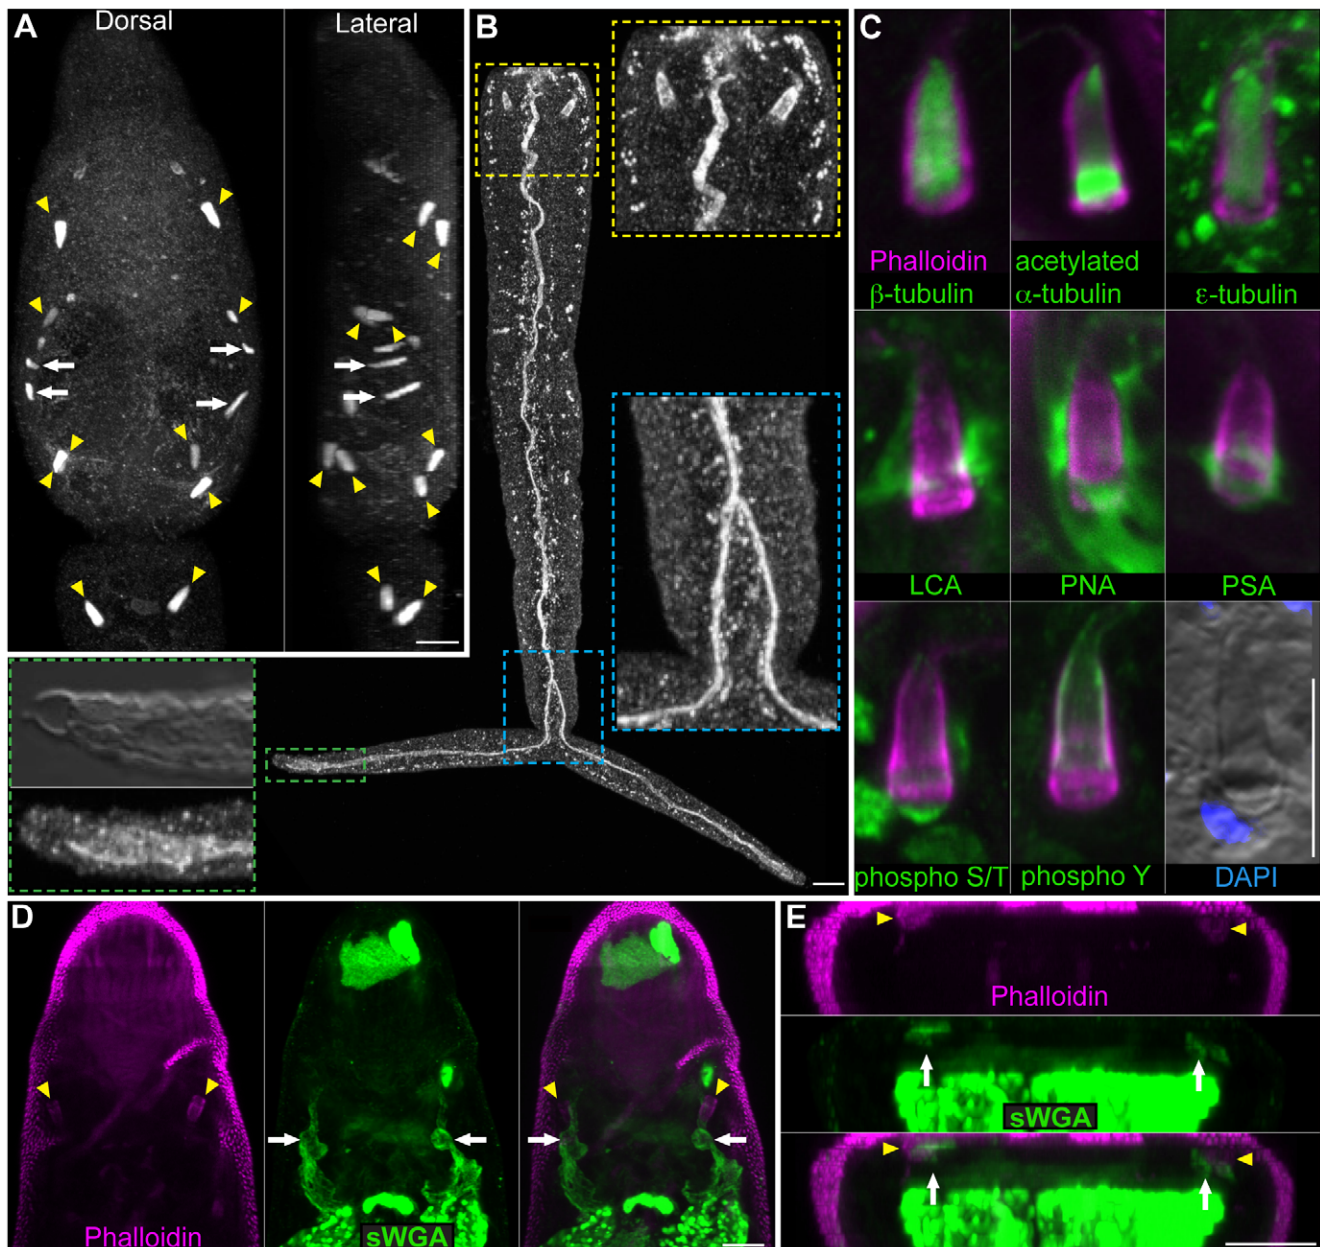 A
Dorsal
Lateral
B
C
Phalloidin
β-tubulin
acetylated
α-tubulin
ε-tubulin
LCA
PNA
PSA
phospho S/T
phospho Y
DAPI
D
Phalloidin
sWGA
E
Phalloidin
sWGA